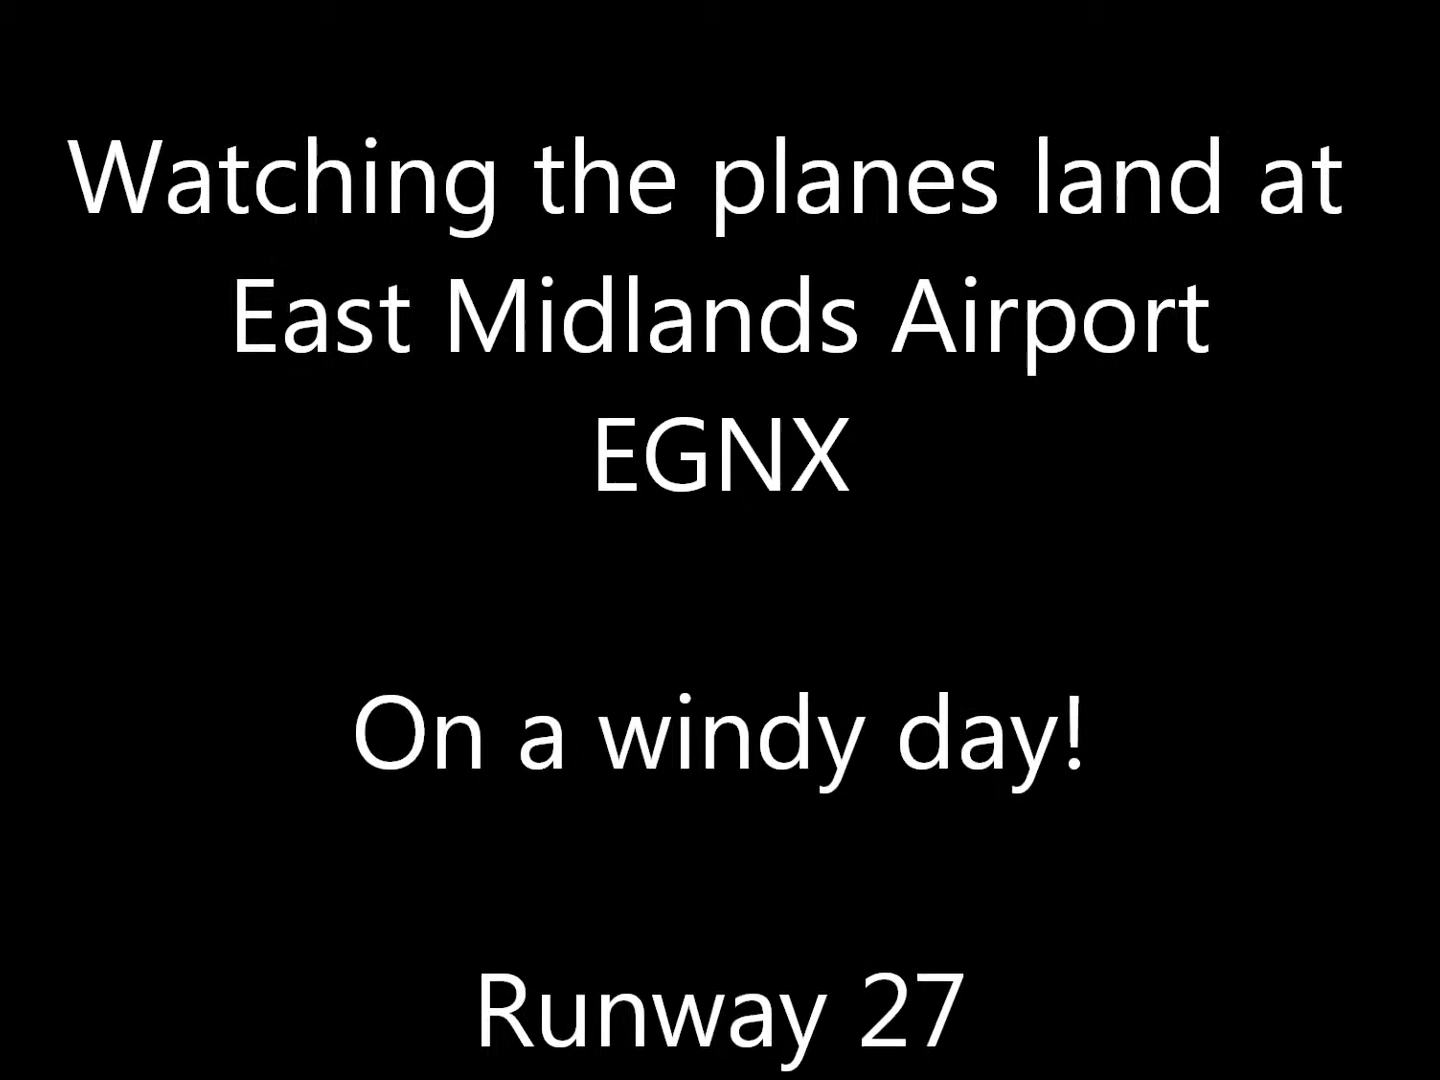 Watching the planes land at
East Midlands Airport
EGNX
On a windy day!
Runway 27